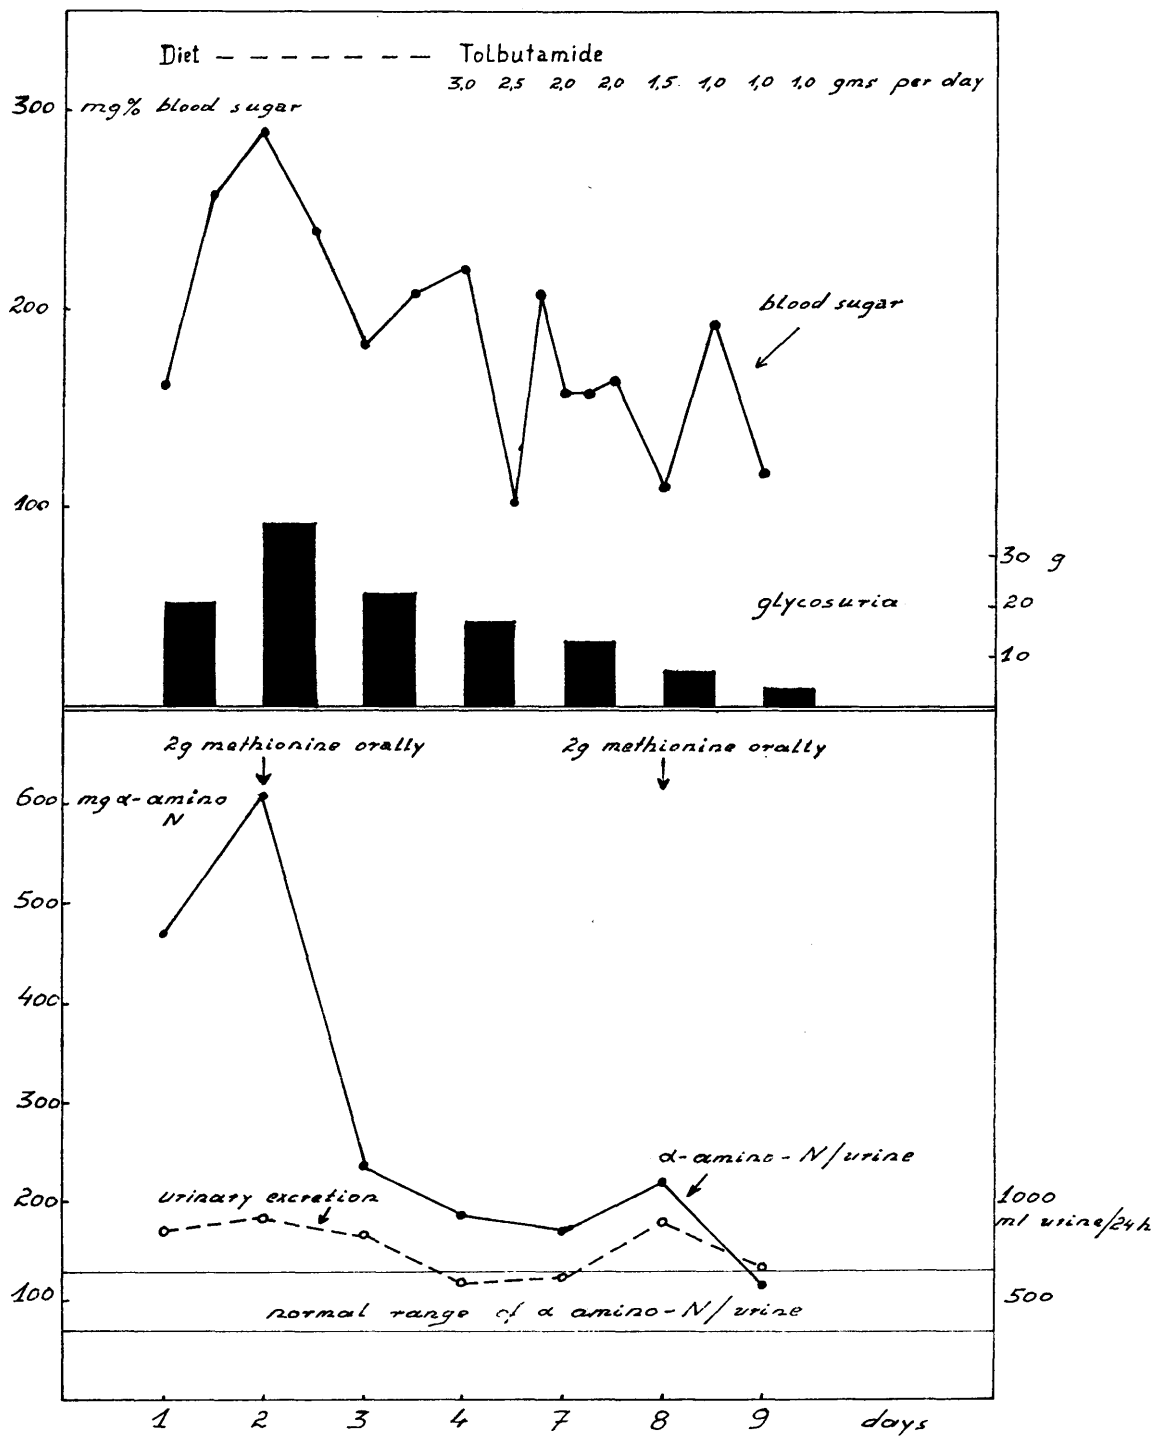 Diet – – – – – – – – Tolbutamide
3,0 2,5 2,0 2,0 1,5 1,0 1,0 1,0 gms per day
300 mg% blood sugar
200
blood sugar
100
30 g
glycosuria 20
10
2g methionine orally 2g methionine orally
600 mg α-amino
N
500
400
300
α-amino-N/urine
200 urinary excretion 1000
ml urine/24h
100 500
normal range of α amino-N/urine
1 2 3 4 7 8 9 days